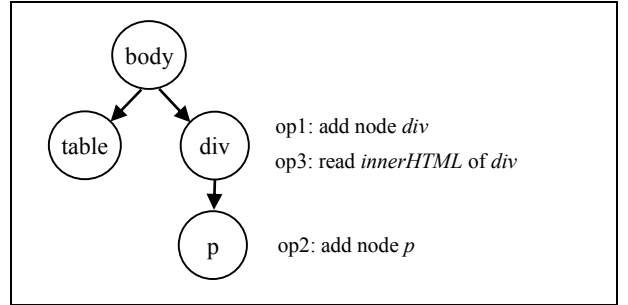 body
table
div
op1: add node div
op3: read innerHTML of div
p
op2: add node p